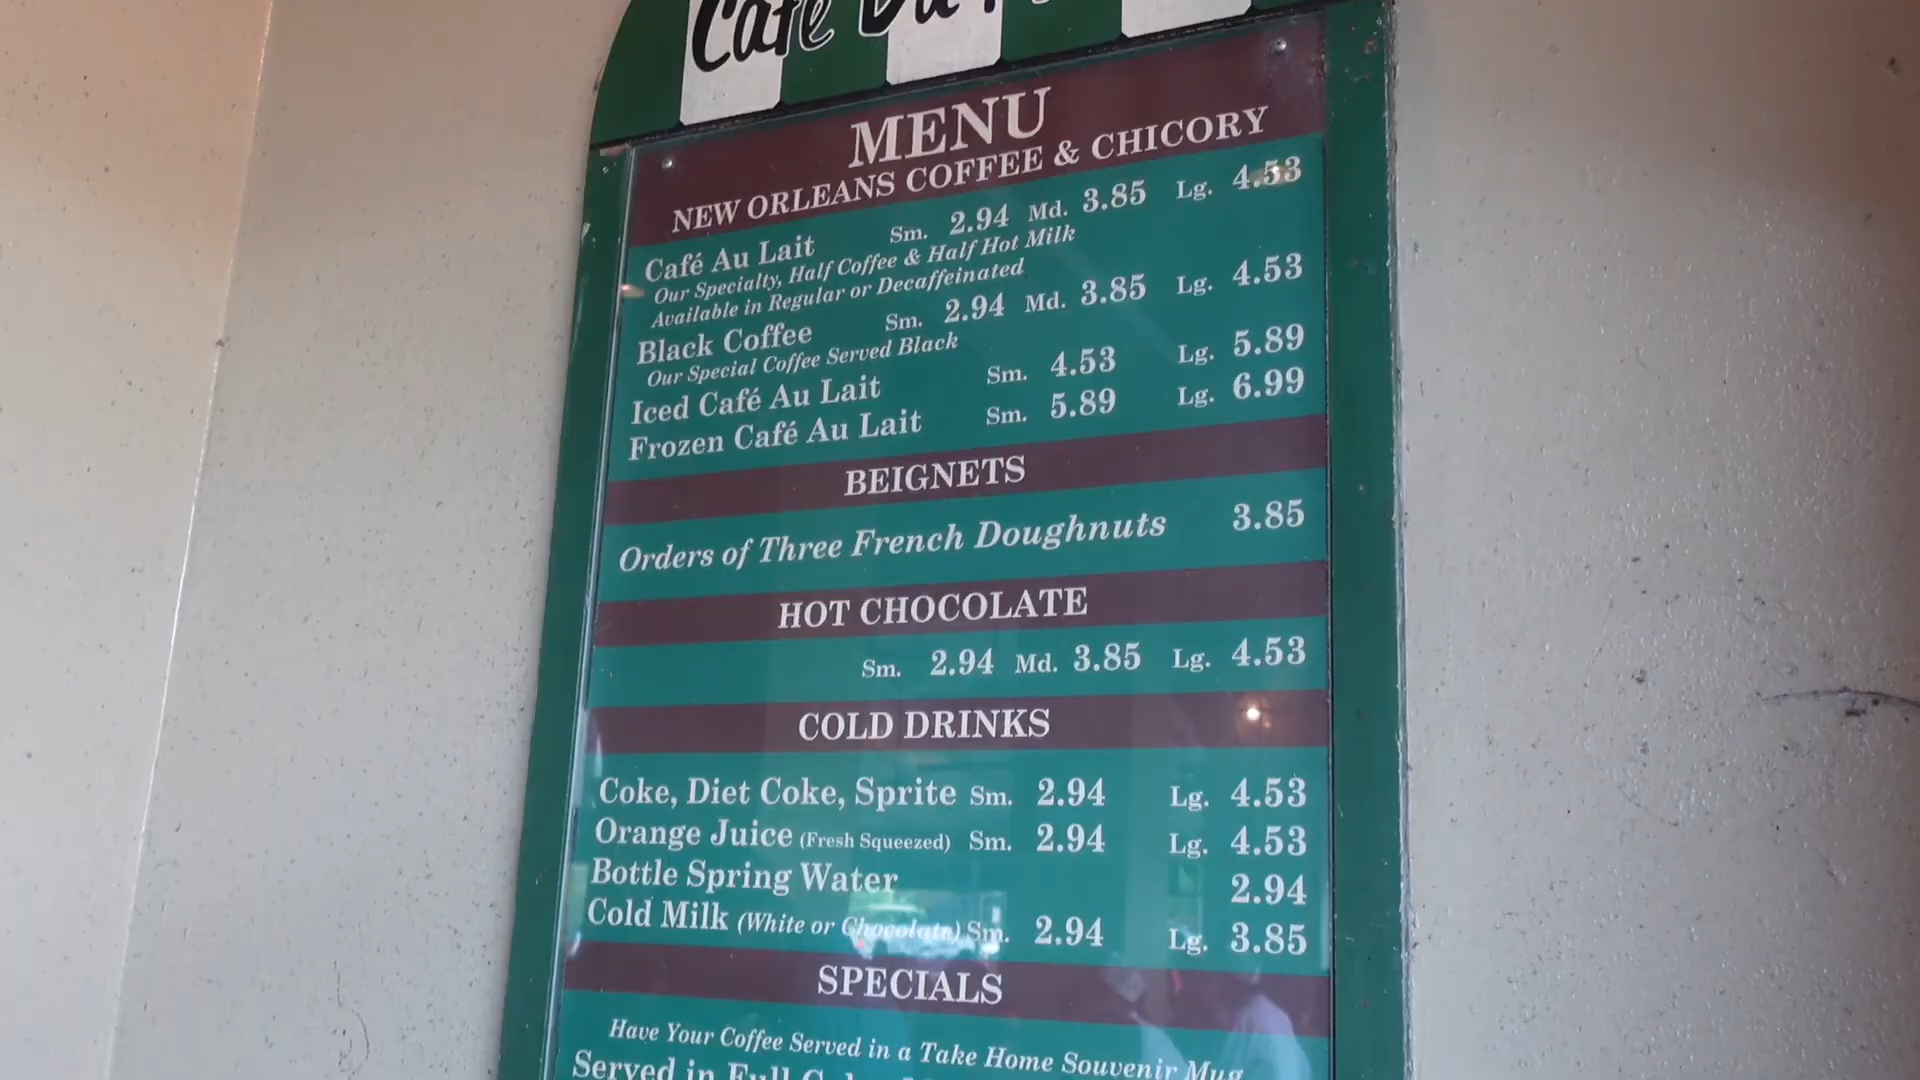 Café Du
MENU
NEW ORLEANS COFFEE & CHICORY
Café Au Lait Sm. 2.94 Md. 3.85 Lg. 4.53
Our Specialty, Half Coffee & Half Hot Milk
Available in Regular or Decaffeinated
Black Coffee Sm. 2.94 Md. 3.85 Lg. 4.53
Our Special Coffee Served Black
Iced Café Au Lait Sm. 4.53 Lg. 5.89
Frozen Café Au Lait Sm. 5.89 Lg. 6.99
BEIGNETS
Orders of Three French Doughnuts 3.85
HOT CHOCOLATE
Sm. 2.94 Md. 3.85 Lg. 4.53
COLD DRINKS
Coke, Diet Coke, Sprite Sm. 2.94 Lg. 4.53
Orange Juice (Fresh Squeezed) Sm. 2.94 Lg. 4.53
Bottle Spring Water 2.94
Cold Milk (White or Chocolate) Sm. 2.94 Lg. 3.85
SPECIALS
Have Your Coffee Served in a Take Home Souvenir Mug
Served in Full